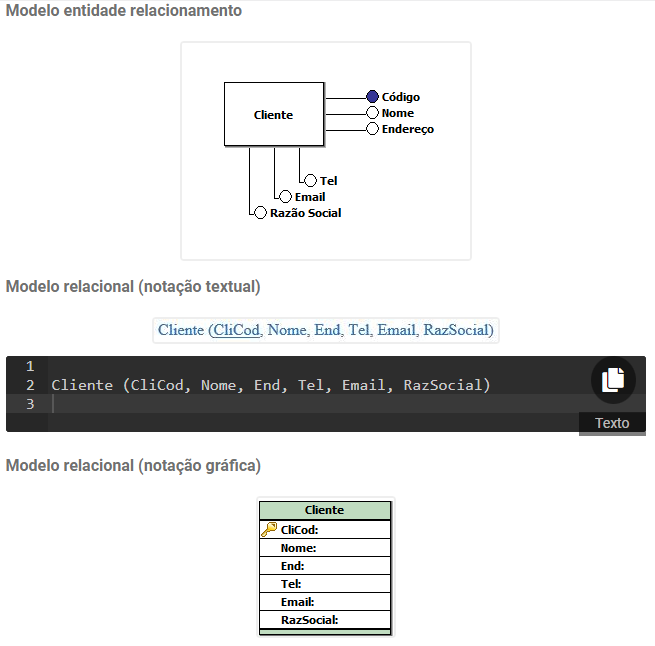 Modelo entidade relacionamento
Cliente
Código
Nome
Endereço
Tel
Email
Razão Social
Modelo relacional (notação textual)
Cliente (CliCod, Nome, End, Tel, Email, RazSocial)
1
2 Cliente (CliCod, Nome, End, Tel, Email, RazSocial)
3
Texto
Modelo relacional (notação gráfica)
Cliente
CliCod:
Nome:
End:
Tel:
Email:
RazSocial: